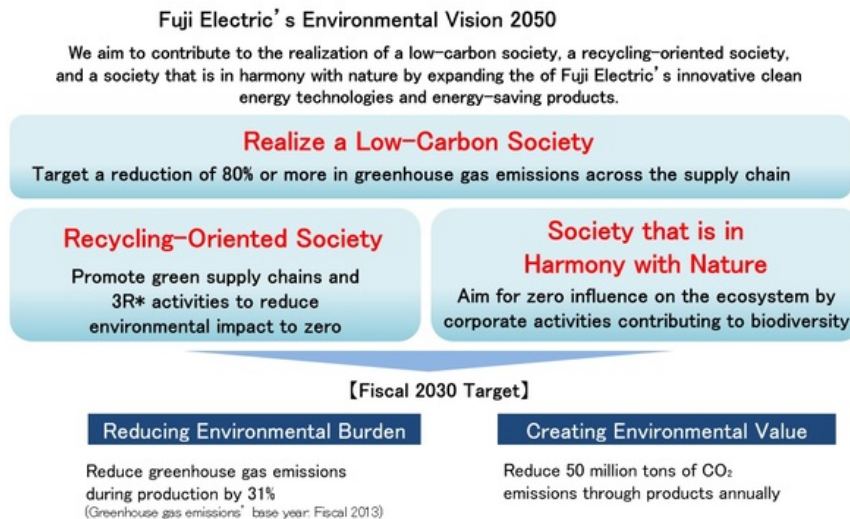 Fuji Electric's Environmental Vision 2050
We aim to contribute to the realization of a low-carbon society, a recycling-oriented society,
and a society that is in harmony with nature by expanding the of Fuji Electric's innovative clean
energy technologies and energy-saving products.
Realize a Low-Carbon Society
Target a reduction of 80% or more in greenhouse gas emissions across the supply chain
Recycling-Oriented Society
Promote green supply chains and
3R* activities to reduce
environmental impact to zero
Society that is in
Harmony with Nature
Aim for zero influence on the ecosystem by
corporate activities contributing to biodiversity
【Fiscal 2030 Target】
Reducing Environmental Burden
Reduce greenhouse gas emissions
during production by 31%
(Greenhouse gas emissions' base year: Fiscal 2013)
Creating Environmental Value
Reduce 50 million tons of CO₂
emissions through products annually